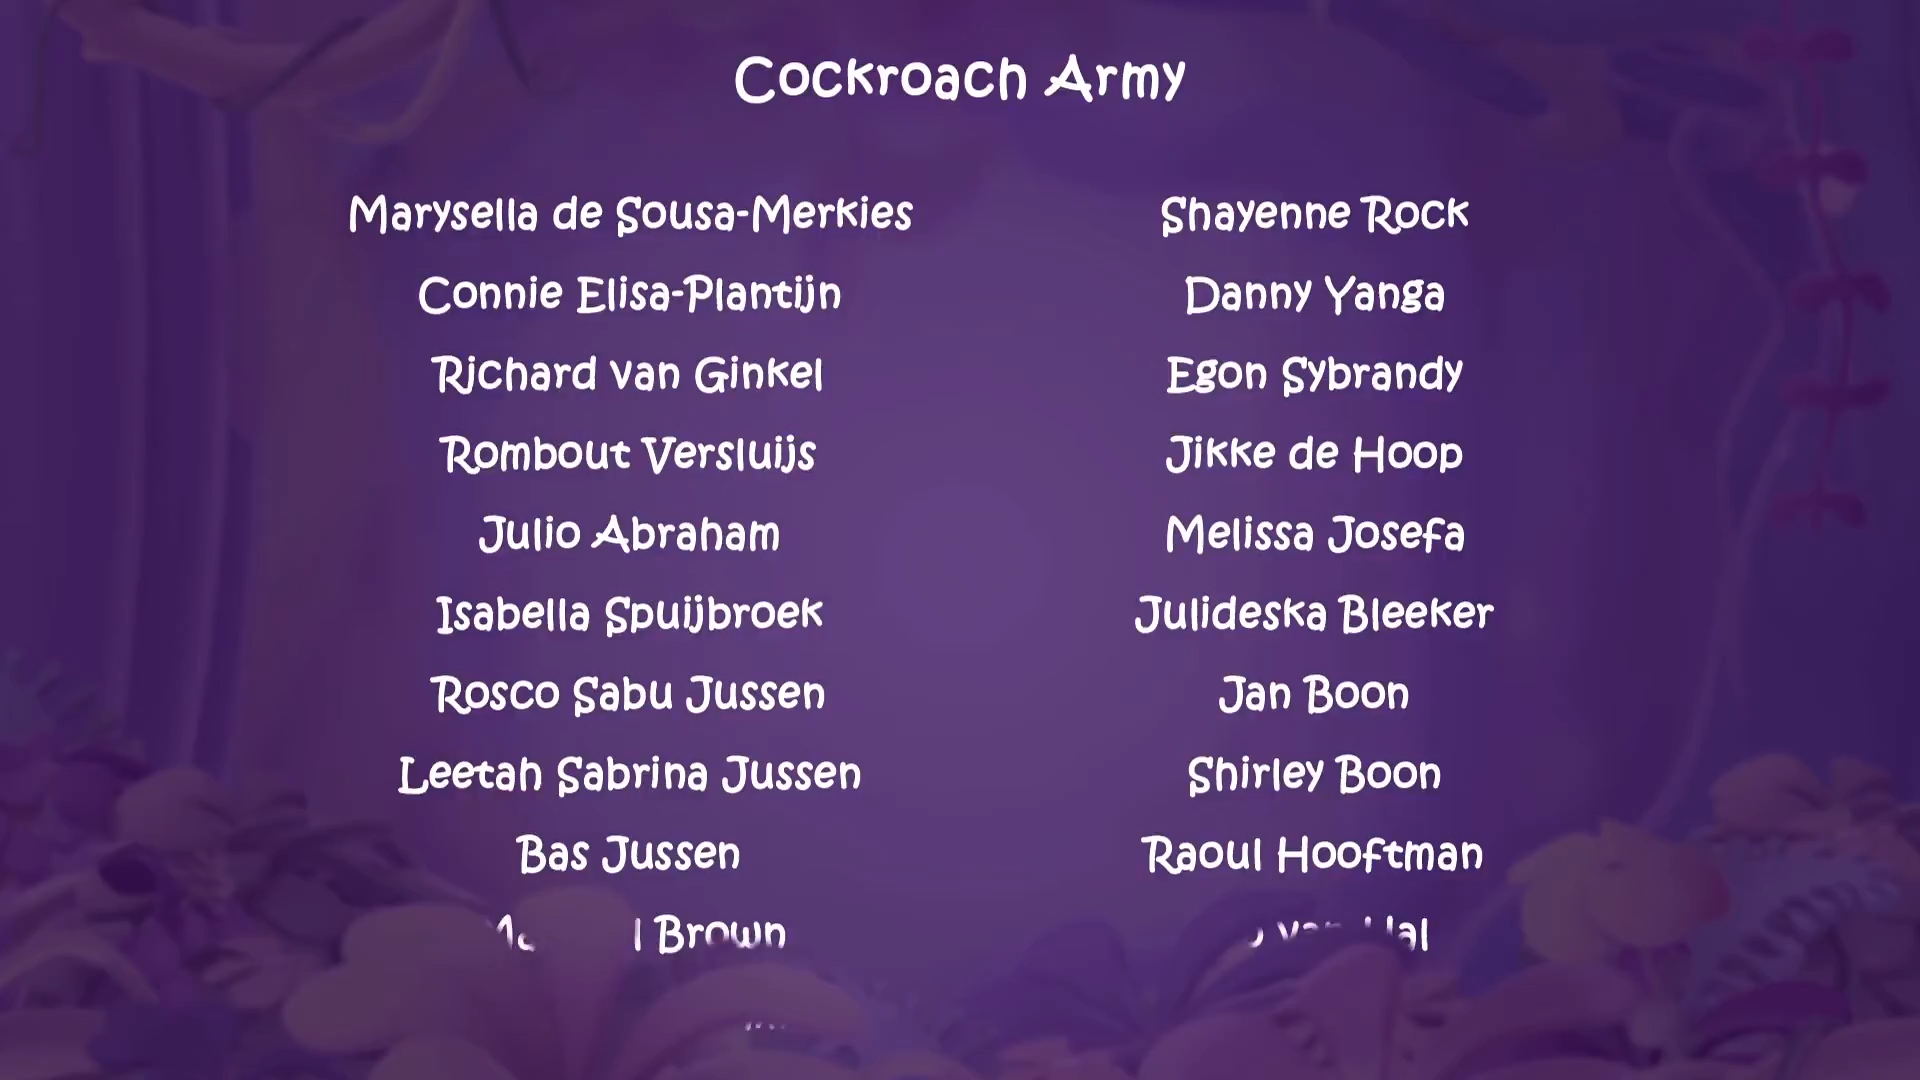 Cockroach Army
Marysella de Sousa-Merkies
Shayenne Rock
Connie Elisa-Plantijn
Danny Yanga
Richard van Ginkel
Egon Sybrandy
Rombout Versluijs
Jikke de Hoop
Julio Abraham
Melissa Josefa
Isabella Spuijbroek
Julideska Bleeker
Rosco Sabu Jussen
Jan Boon
Leetah Sabrina Jussen
Shirley Boon
Bas Jussen
Raoul Hooftman
Brown
van